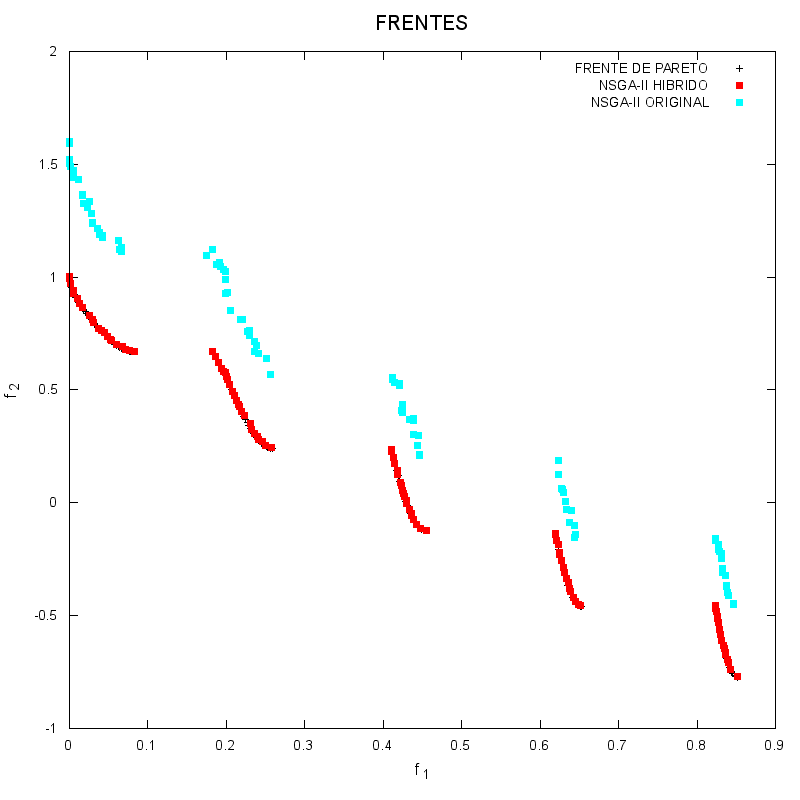 FRENTES
FRENTE DE PARETO
NSGA-II HIBRIDO
NSGA-II ORIGINAL
2
1.5
1
0.5
0
-0.5
-1
f2
0 0.1 0.2 0.3 0.4 0.5 0.6 0.7 0.8 0.9
f1